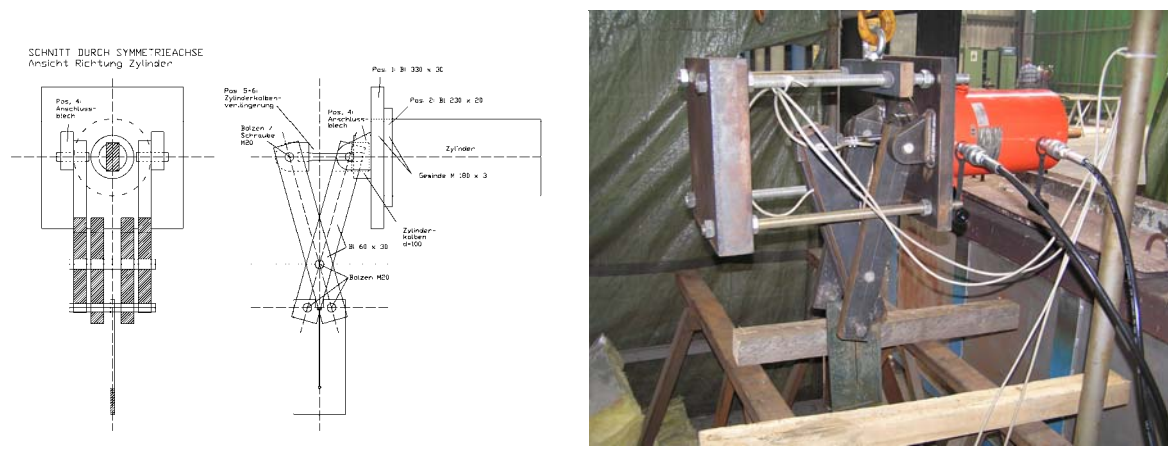 SCHNITT DURCH SYMMETRIEACHSE
Ansicht Richtung Zylinder
Pos. 4:
Anschluss-
blech
Pos 5+6:
Zylinderkolben-
verlängerung
Bolzen /
Schraube
M20
Pos. 4:
Anschluss-
blech
Pos. 1: Bl 330 x 30
Pos. 2: Bl 230 x 20
Zylinder
Gewinde M 180 x 3
Zylinder-
kolben
d=100
Bl 60 x 30
Bolzen M20